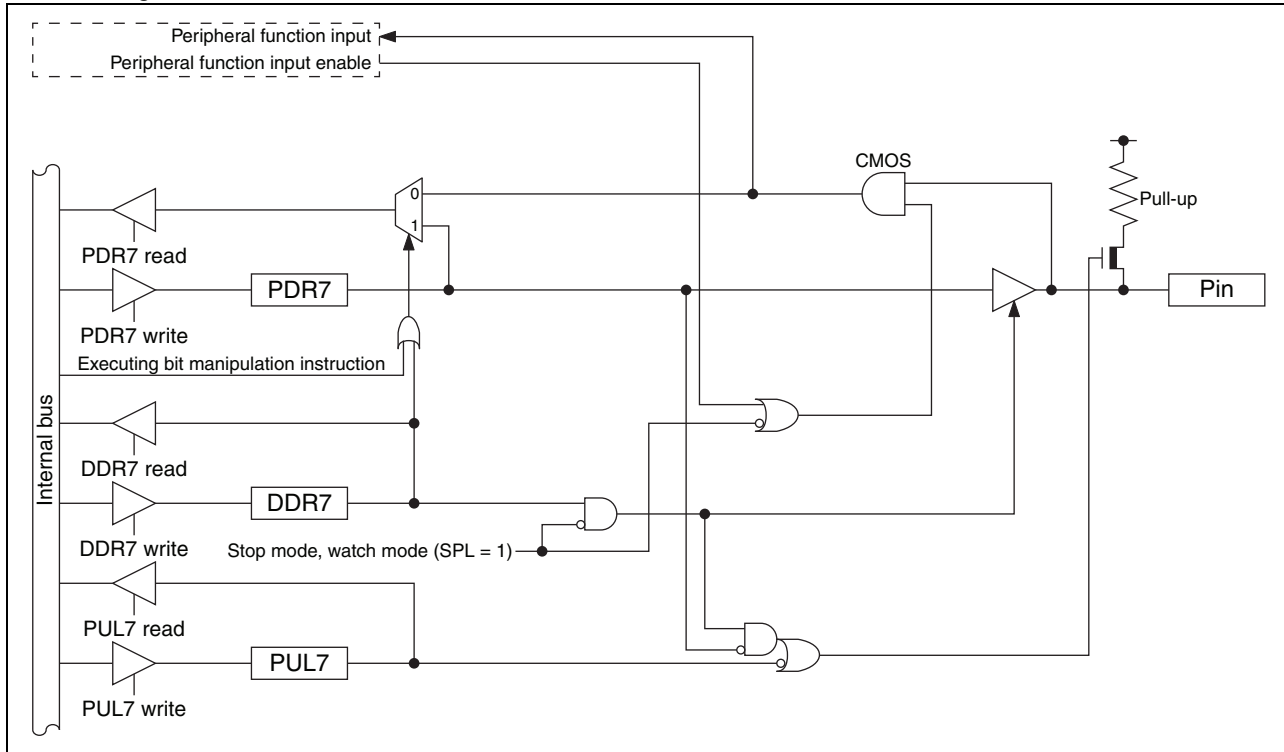 Peripheral function input
Peripheral function input enable
CMOS
0
Pull-up
1
PDR7 read
PDR7
Pin
PDR7 write
Executing bit manipulation instruction
Internal bus
DDR7 read
DDR7
DDR7 write
Stop mode, watch mode (SPL = 1)
PUL7 read
PUL7
PUL7 write